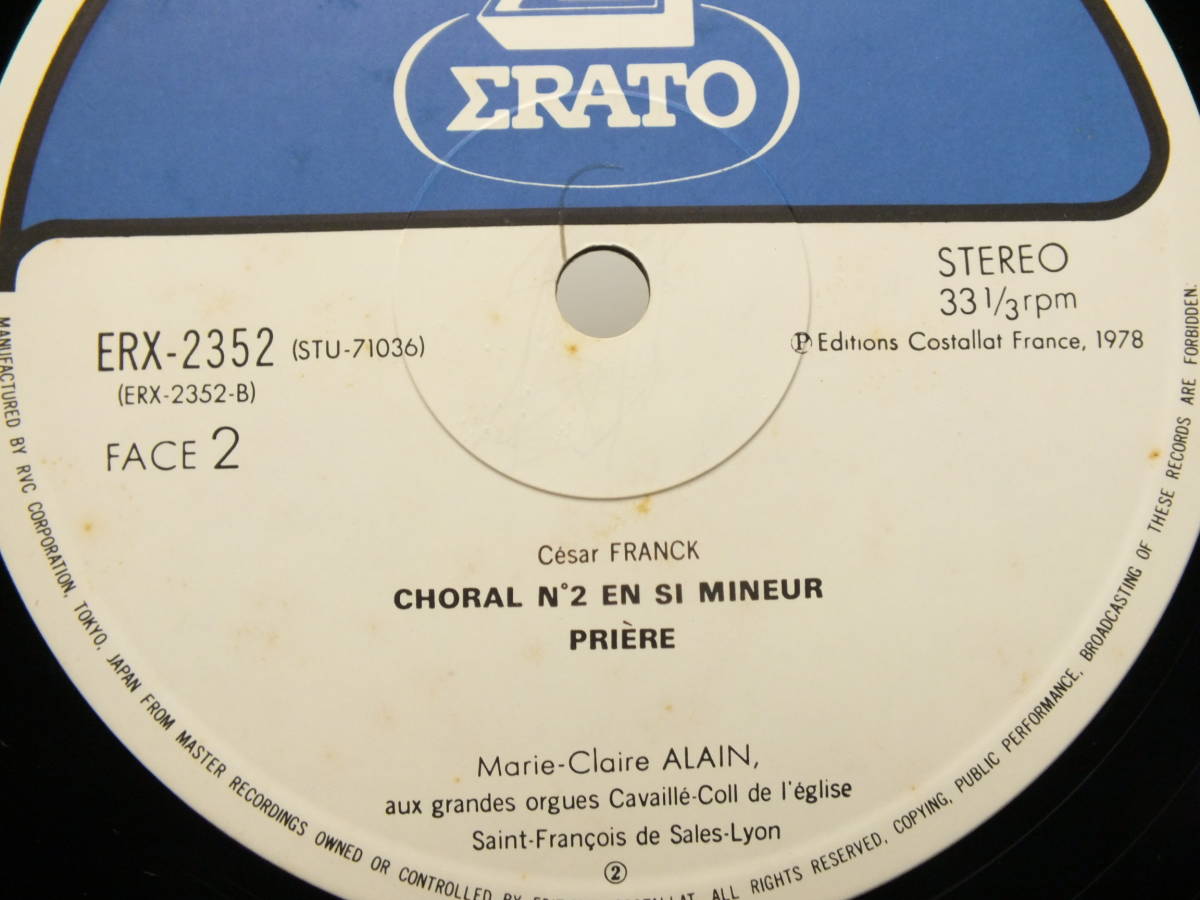 ΣRATO
STEREO
33 1/3 rpm
ERX-2352 (STU-71036)
(ERX-2352-B)
℗ Editions Costallat France, 1978
FACE 2
César FRANCK
CHORAL N°2 EN SI MINEUR
PRIÈRE
Marie-Claire ALAIN,
aux grandes orgues Cavaillé-Coll de l'église
Saint-François de Sales-Lyon
②
MANUFACTURED BY RVC CORPORATION, TOKYO, JAPAN FROM MASTER RECORDINGS OWNED OR CONTROLLED BY EDITIONS COSTALLAT, ALL RIGHTS RESERVED, COPYING, PUBLIC PERFORMANCE, BROADCASTING OF THESE RECORDS ARE FORBIDDEN.